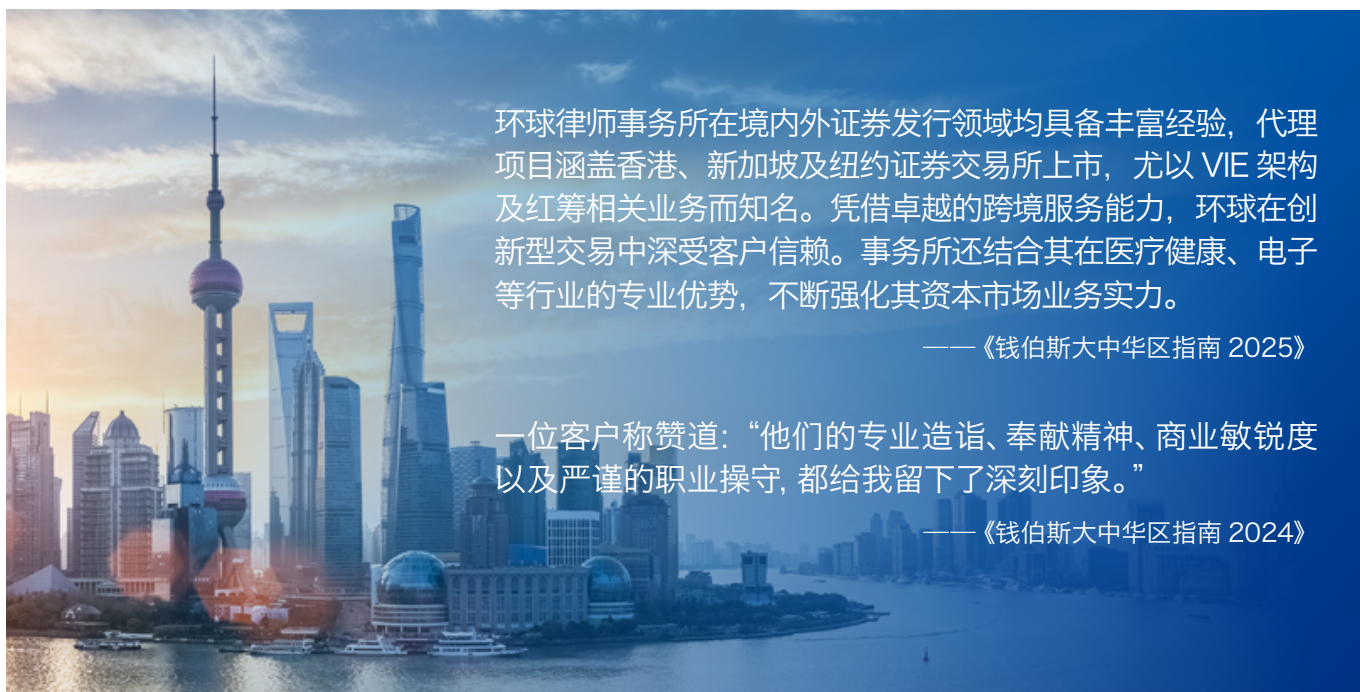 环球律师事务所在境内外证券发行领域均具备丰富经验，代理
项目涵盖香港、新加坡及纽约证券交易所上市，尤以 VIE 架构
及红筹相关业务而知名。凭借卓越的跨境服务能力，环球在创
新型交易中深受客户信赖。事务所还结合其在医疗健康、电子
等行业的专业优势，不断强化其资本市场业务实力。
——《钱伯斯大中华区指南 2025》
一位客户称赞道：“他们的专业造诣、奉献精神、商业敏锐度
以及严谨的职业操守，都给我留下了深刻印象。”
——《钱伯斯大中华区指南 2024》